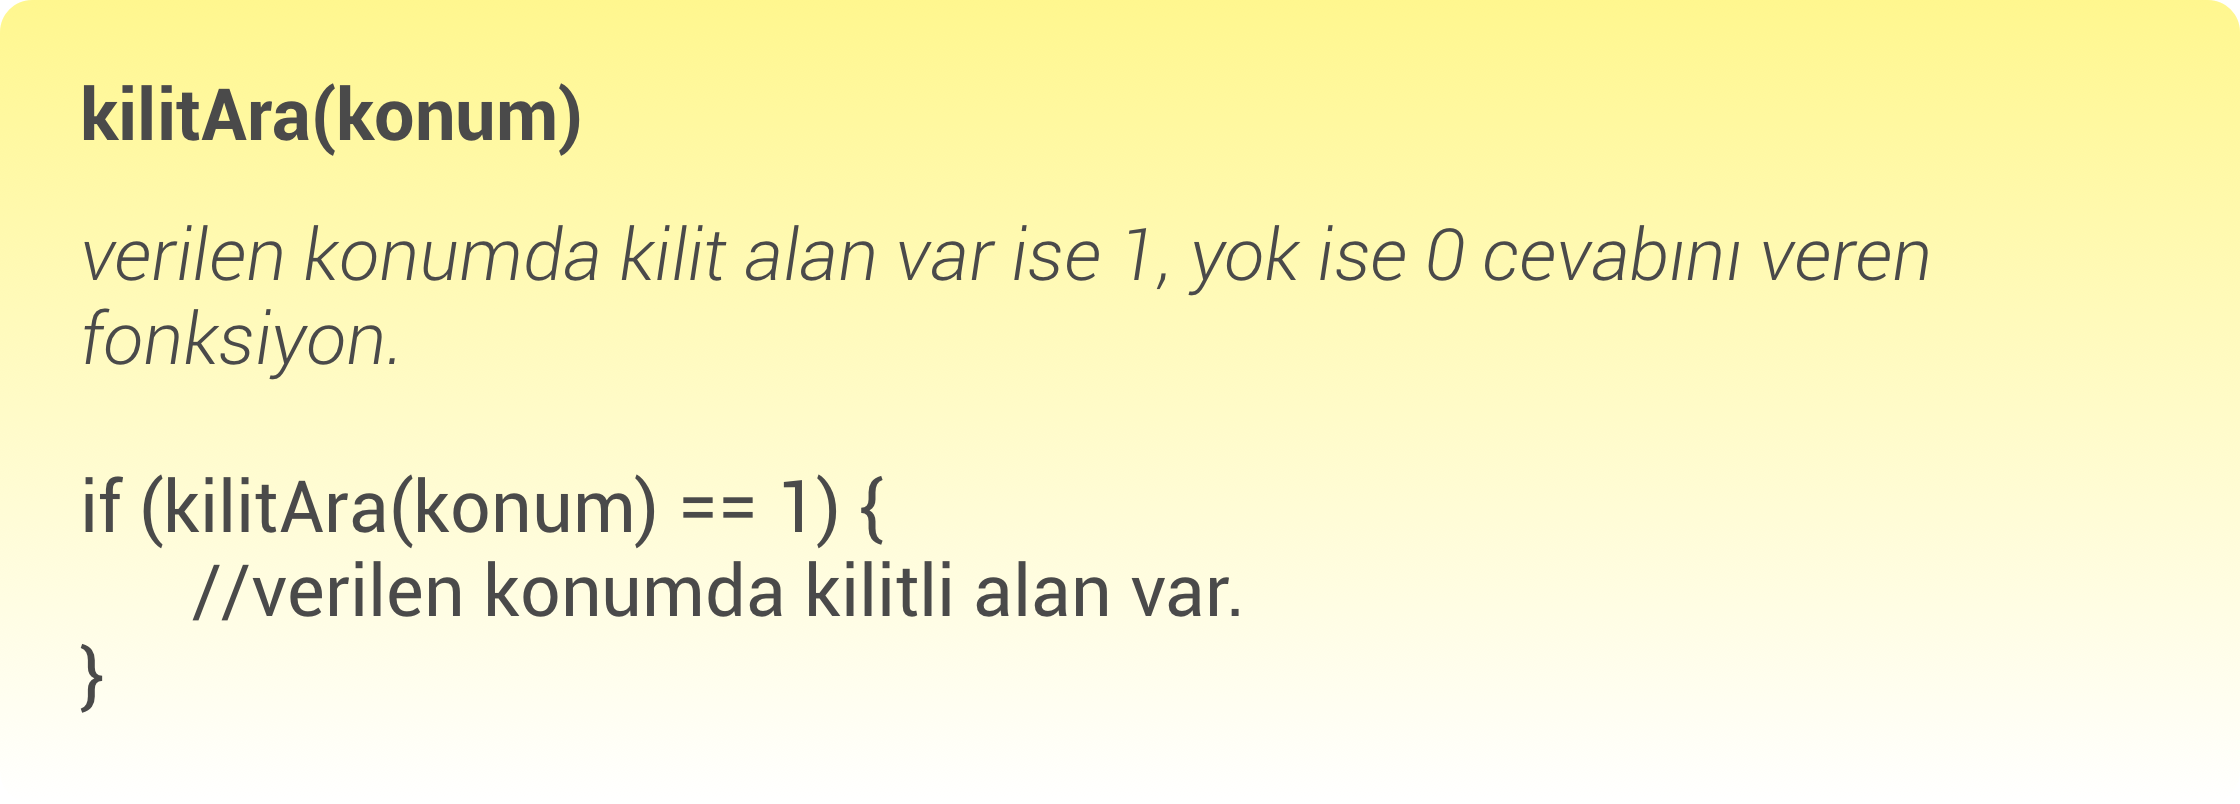 kilitAra(konum)
verilen konumda kilit alan var ise 1, yok ise 0 cevabını veren
fonksiyon.
if (kilitAra(konum) == 1) {
//verilen konumda kilitli alan var.
}